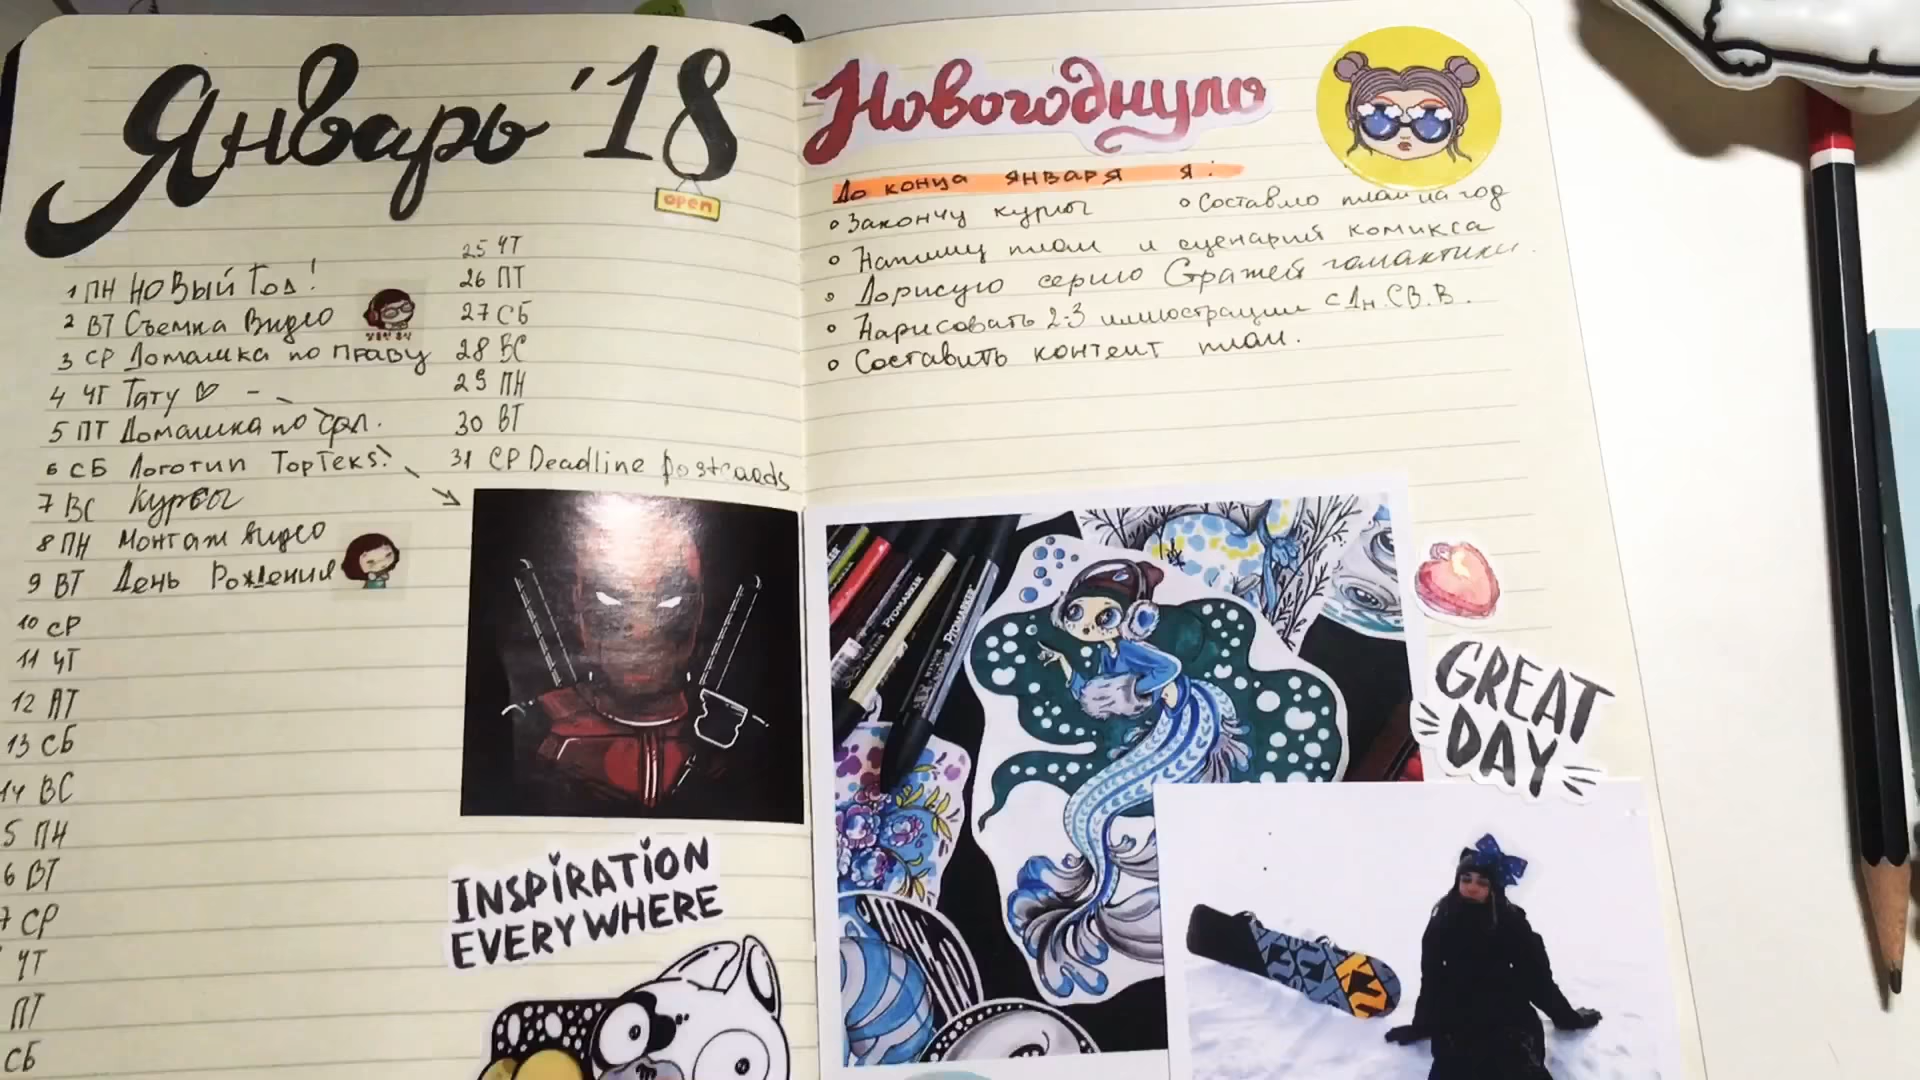 Январь '18
open
1 ПН Новый Год!
2 ВТ Съемка Видео
3 СР Домашка по праву
4 ЧТ Тату
5 ПТ Домашка по
6 СБ Логотип TopTeks!
7 ВС Курсы
8 ПН Монтаж видео
9 ВТ День Рождения
10 СР
11 ЧТ
12 ПТ
13 СБ
14 ВС
5 ПН
6 ВТ
7 СР
ЧТ
ПТ
СБ
25 ЧТ
26 ПТ
27 СБ
28 ВС
29 ПН
30 ВТ
31 СР Deadline postcards
INSPIRATION
EVERYWHERE
Новогоднуло
До конца января я:
Закончу курсы
Составлю план на год
Напишу план и сценарий комикса
Дорисую серию Стражей галактики.
Нарисовать 2-3 иллюстрации с Дн.СВ.В.
Составить контент план.
PROMARKER
PROMARKER
GREAT
DAY